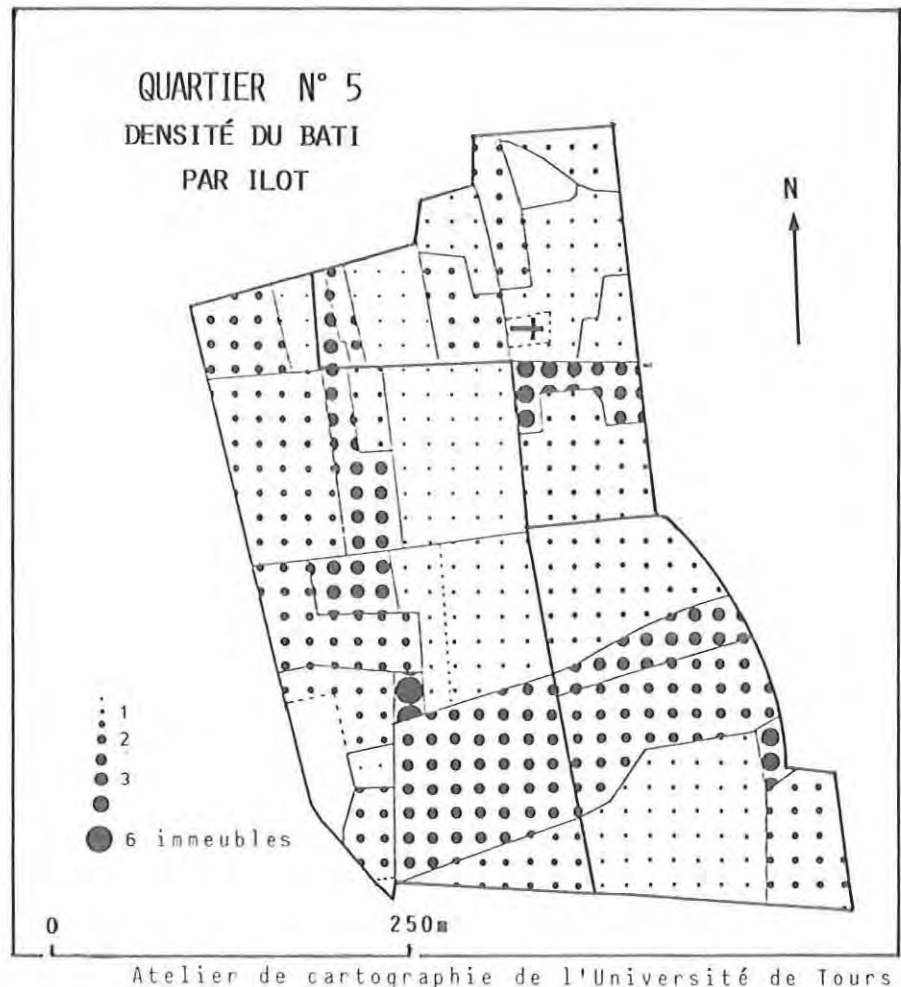 QUARTIER N° 5
DENSITÉ DU BATI
PAR ILOT
N
1
2
3
6 immeubles
0 250m
Atelier de cartographie de l'Université de Tours